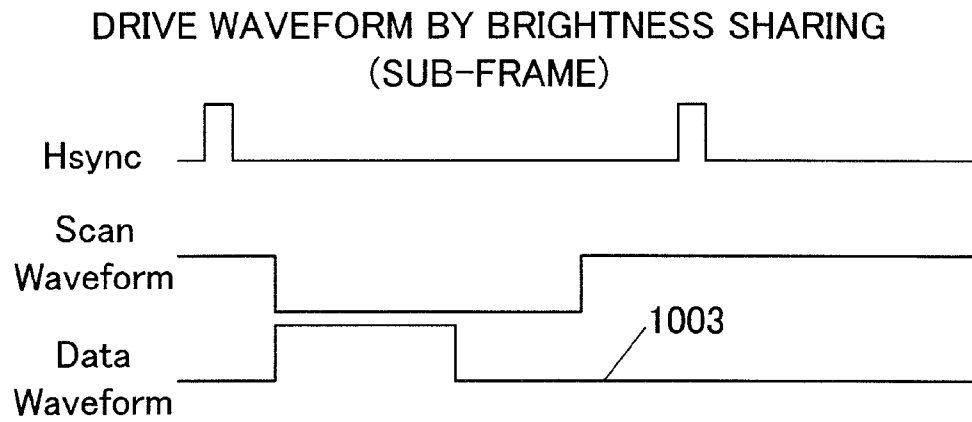 DRIVE WAVEFORM BY BRIGHTNESS SHARING
(SUB-FRAME)
Hsync
Scan
Waveform
1003
Data
Waveform